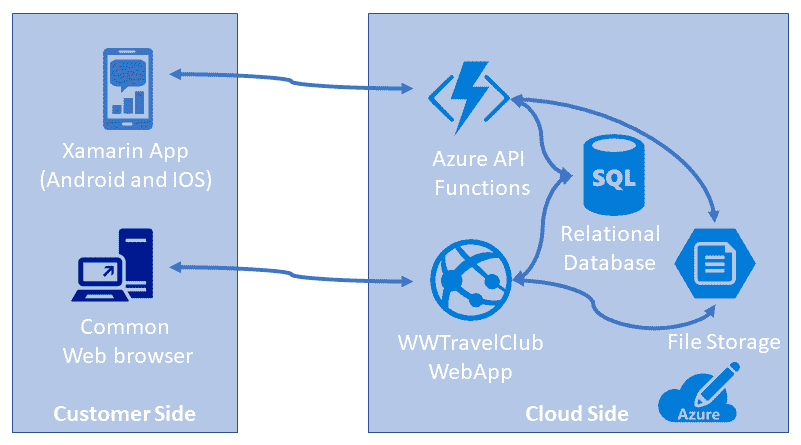 Xamarin App
(Android and IOS)
Common
Web browser
Customer Side
Azure API
Functions
SQL
Relational
Database
WWTravelClub
WebApp
File Storage
Cloud Side
Azure